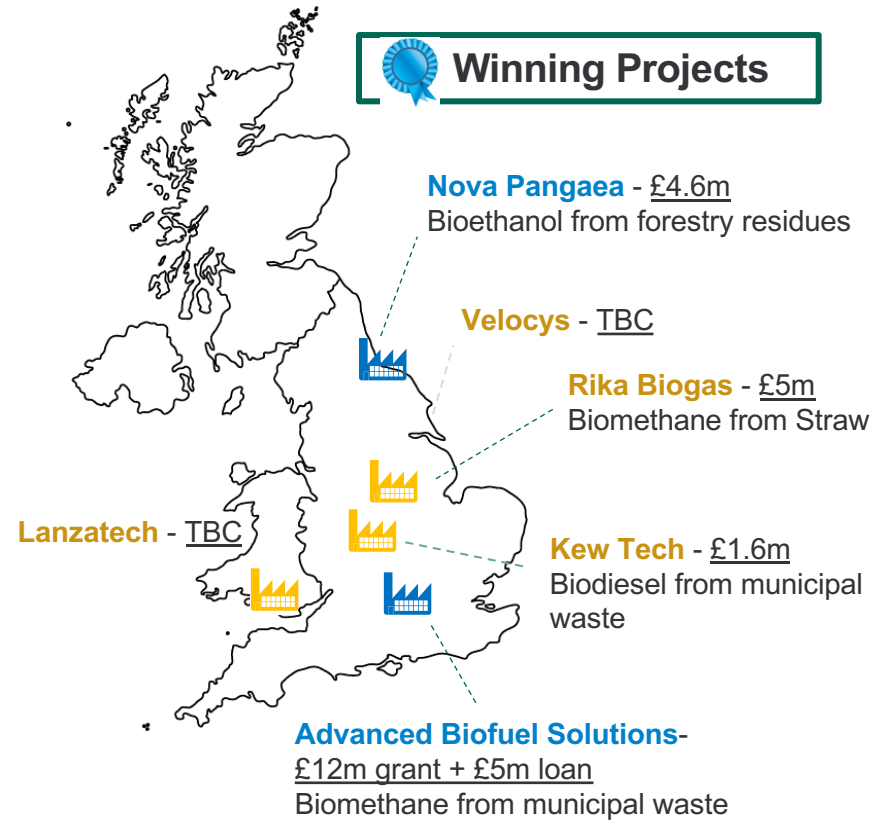 Winning Projects
Nova Pangaea - £4.6m
Bioethanol from forestry residues
Velocys - TBC
Rika Biogas - £5m
Biomethane from Straw
Lanzatech - TBC
Kew Tech - £1.6m
Biodiesel from municipal
waste
Advanced Biofuel Solutions-
£12m grant + £5m loan
Biomethane from municipal waste